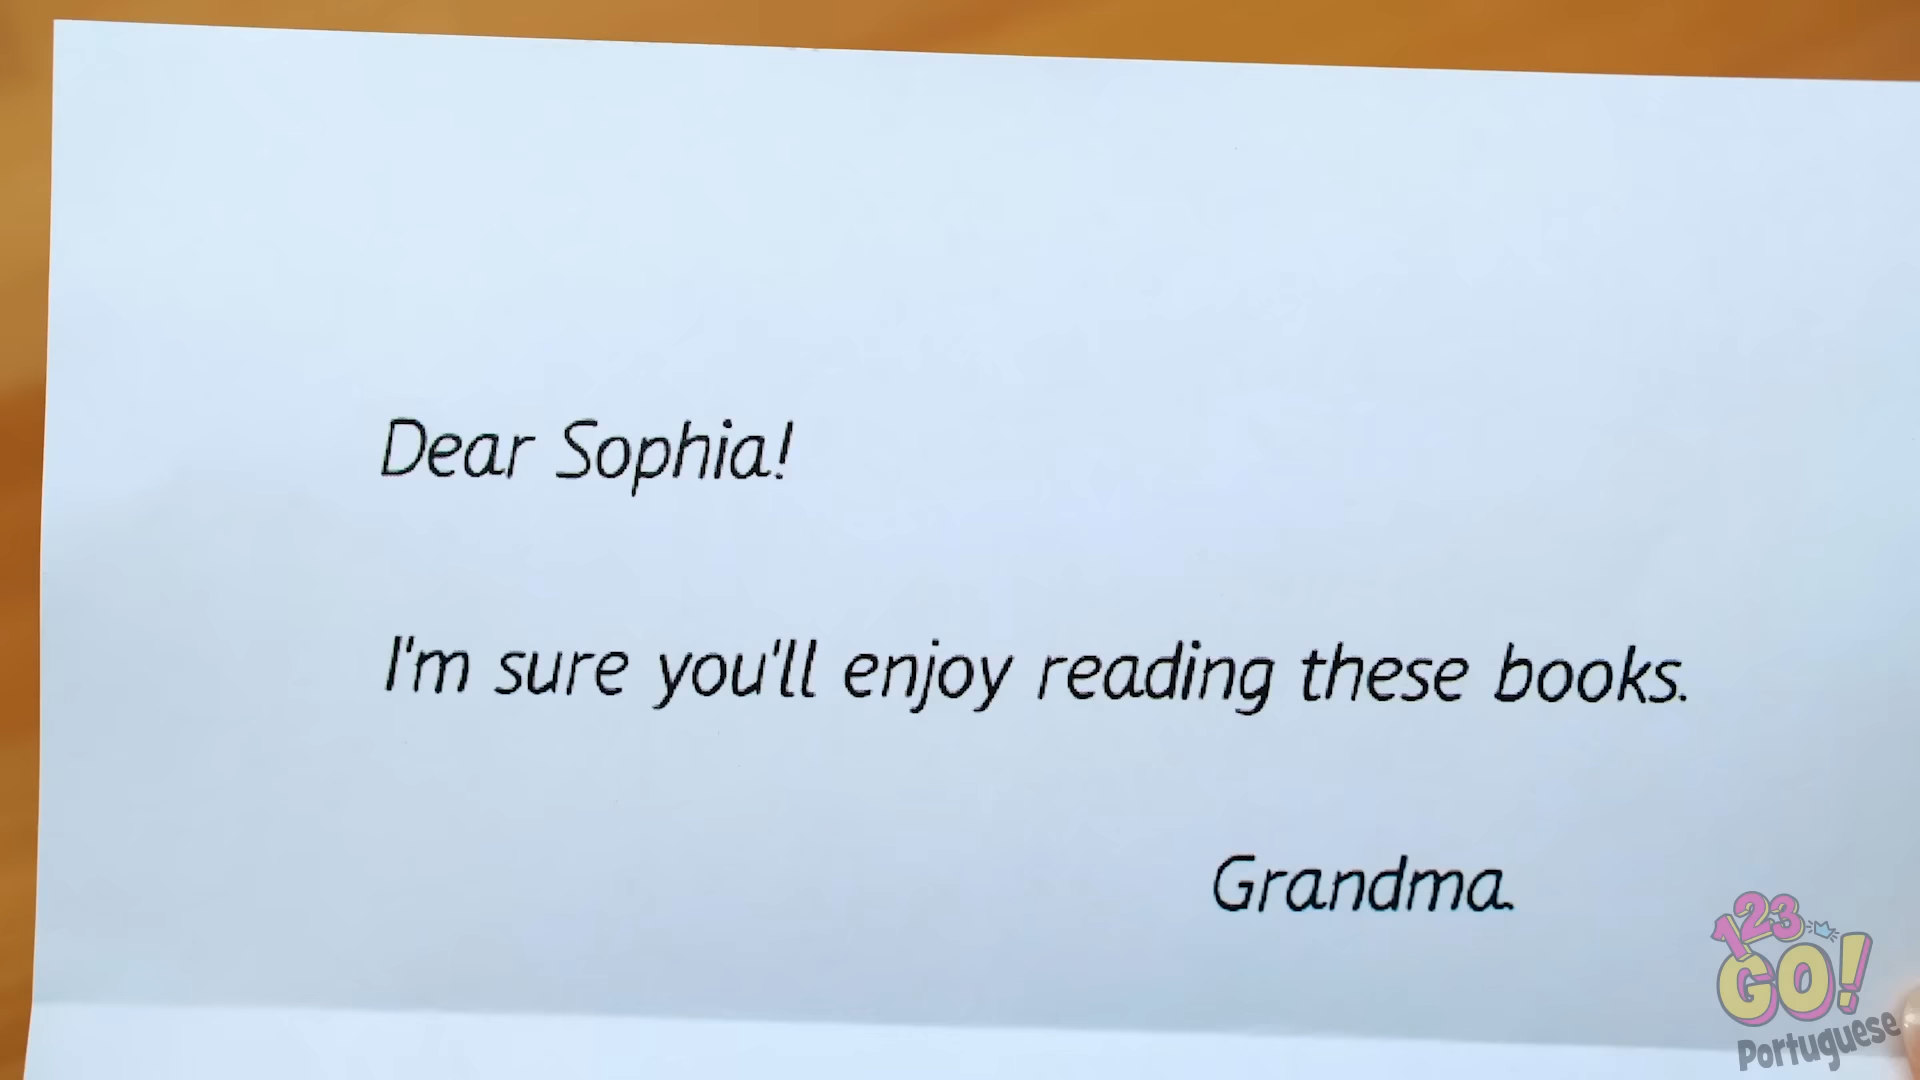 Dear Sophia!
I'm sure you'll enjoy reading these books.
Grandma.
123
GO!
Portuguese